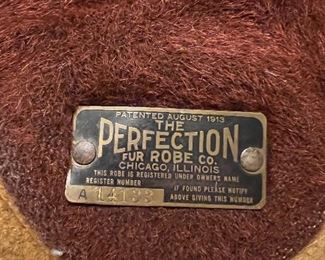 PATENTED AUGUST 1913
THE
PERFECTION
FUR ROBE CO.
CHICAGO, ILLINOIS
THIS ROBE IS REGISTERED UNDER OWNERS NAME
REGISTER NUMBER
IF FOUND PLEASE NOTIFY
A
ABOVE GIVING THIS NUMBER